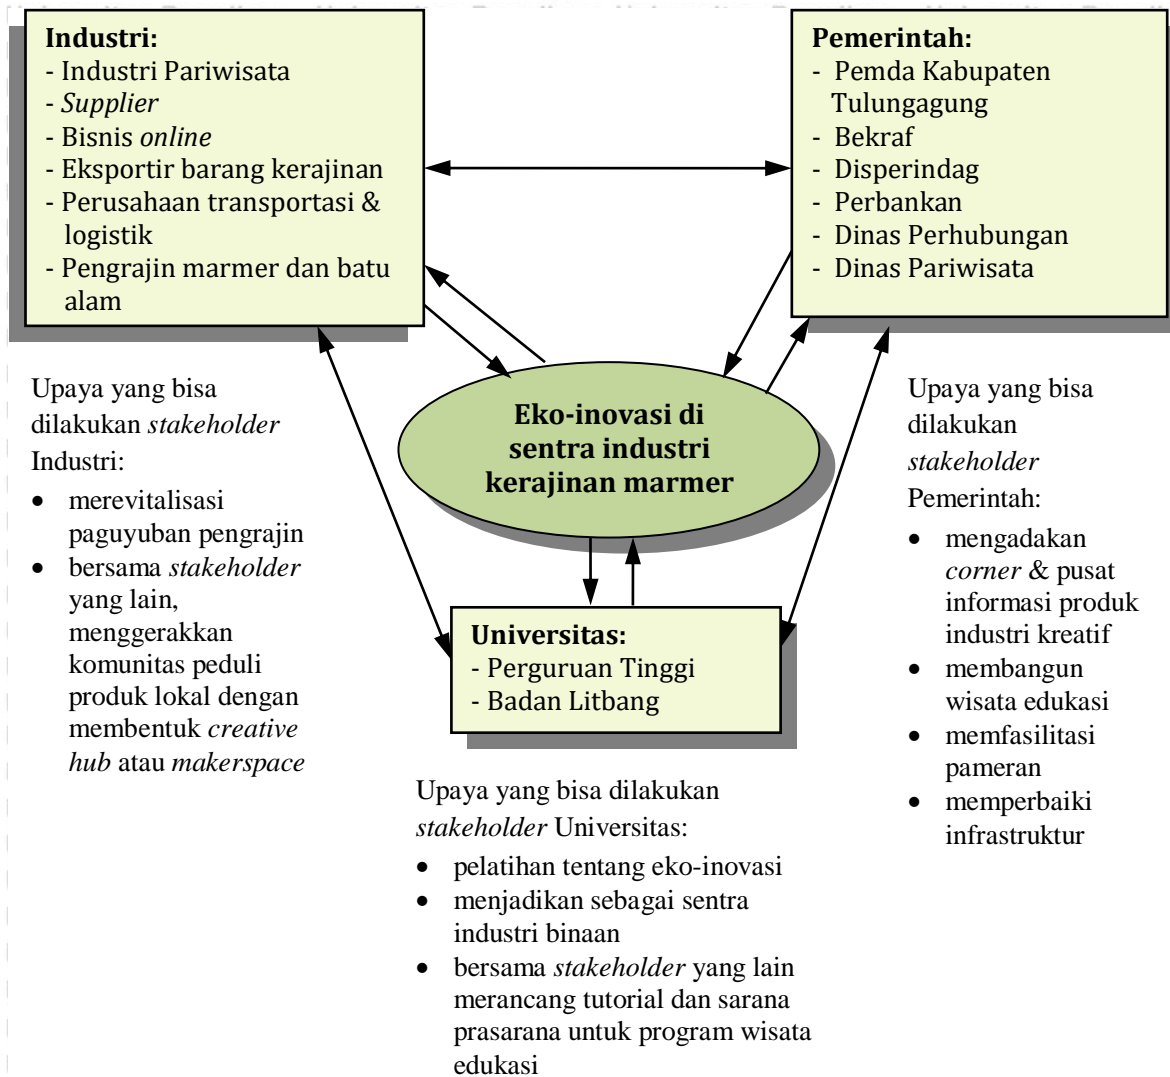 Industri:
- Industri Pariwisata
- Supplier
- Bisnis online
- Eksportir barang kerajinan
- Perusahaan transportasi &
logistik
- Pengrajin marmer dan batu
alam
Pemerintah:
- Pemda Kabupaten
Tulungagung
- Bekraf
- Disperindag
- Perbankan
- Dinas Perhubungan
- Dinas Pariwisata
Eko-inovasi di
sentra industri
kerajinan marmer
Upaya yang bisa
dilakukan stakeholder
Industri:
• merevitalisasi
paguyuban pengrajin
• bersama stakeholder
yang lain,
menggerakkan
komunitas peduli
produk lokal dengan
membentuk creative
hub atau makerspace
Upaya yang bisa
dilakukan
stakeholder
Pemerintah:
• mengadakan
corner & pusat
informasi produk
industri kreatif
• membangun
wisata edukasi
• memfasilitasi
pameran
• memperbaiki
infrastruktur
Universitas:
- Perguruan Tinggi
- Badan Litbang
Upaya yang bisa dilakukan
stakeholder Universitas:
• pelatihan tentang eko-inovasi
• menjadikan sebagai sentra
industri binaan
• bersama stakeholder yang lain
merancang tutorial dan sarana
prasarana untuk program wisata
edukasi